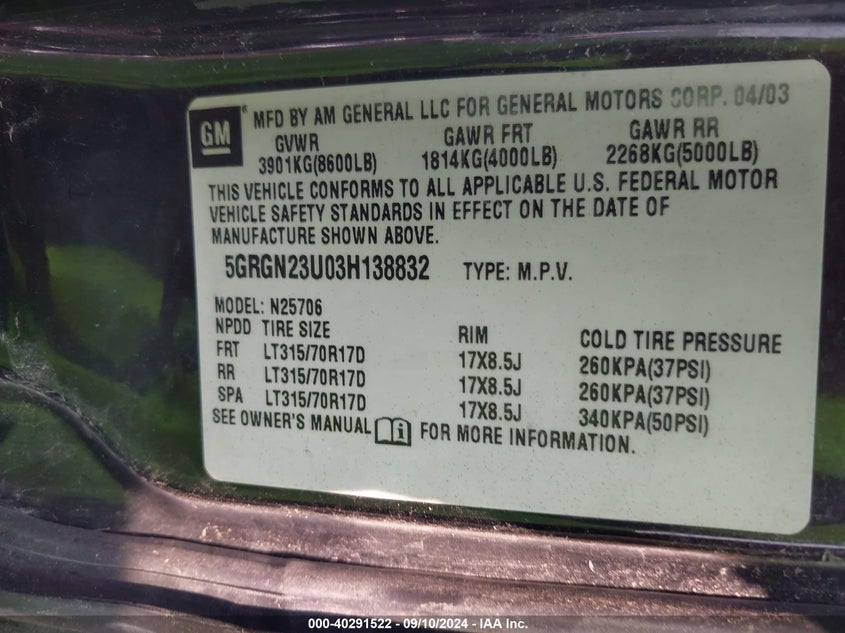 GM ® MFD BY AM GENERAL LLC FOR GENERAL MOTORS CORP. 04/03
GVWR GAWR FRT GAWR RR
3901KG(8600LB) 1814KG(4000LB) 2268KG(5000LB)
THIS VEHICLE CONFORMS TO ALL APPLICABLE U.S. FEDERAL MOTOR
VEHICLE SAFETY STANDARDS IN EFFECT ON THE DATE OF
MANUFACTURE SHOWN ABOVE.
5GRGN23U03H138832 TYPE: M.P.V.
MODEL: N25706
NPDD TIRE SIZE RIM COLD TIRE PRESSURE
FRT LT315/70R17D 17X8.5J 260KPA(37PSI)
RR LT315/70R17D 17X8.5J 260KPA(37PSI)
SPA LT315/70R17D 17X8.5J 340KPA(50PSI)
SEE OWNER'S MANUAL i FOR MORE INFORMATION.
000-40291522 - 09/10/2024 - IAA Inc.